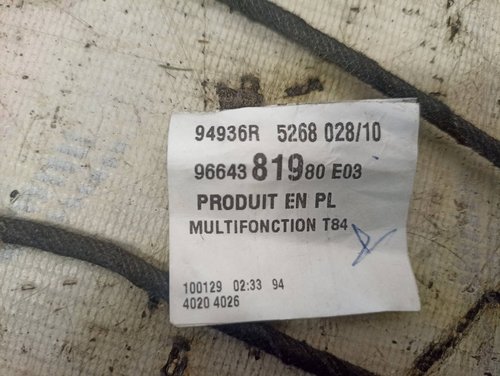 94936R 5268 028/10
96643 819 80 E03
PRODUIT EN PL
MULTIFONCTION T84
100129 02:33 94
4020 4026